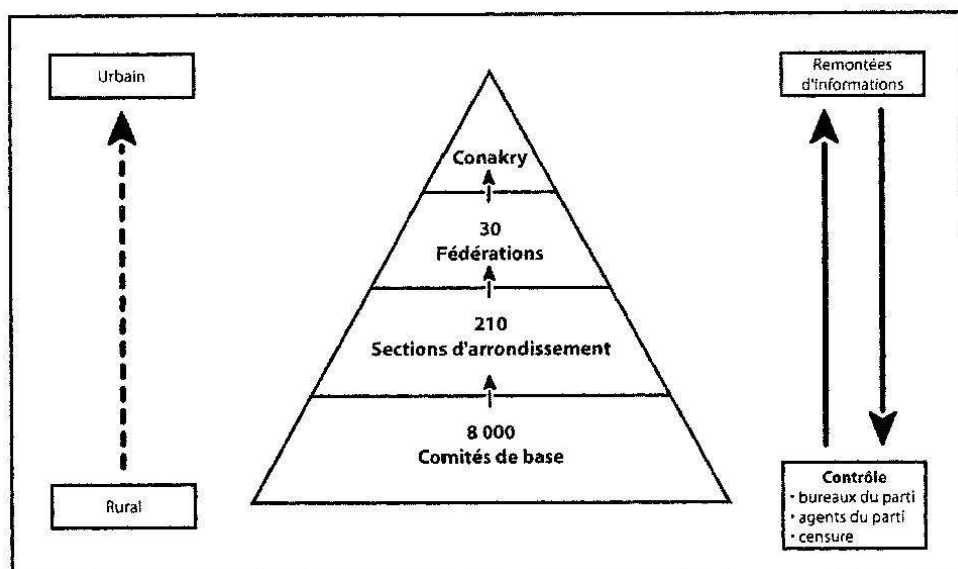 Urbain
Rural
Conakry
30
Fédérations
210
Sections d'arrondissement
8 000
Comités de base
Remontées
d'Informations
Contrôle
• bureaux du parti
• agents du parti
• censure